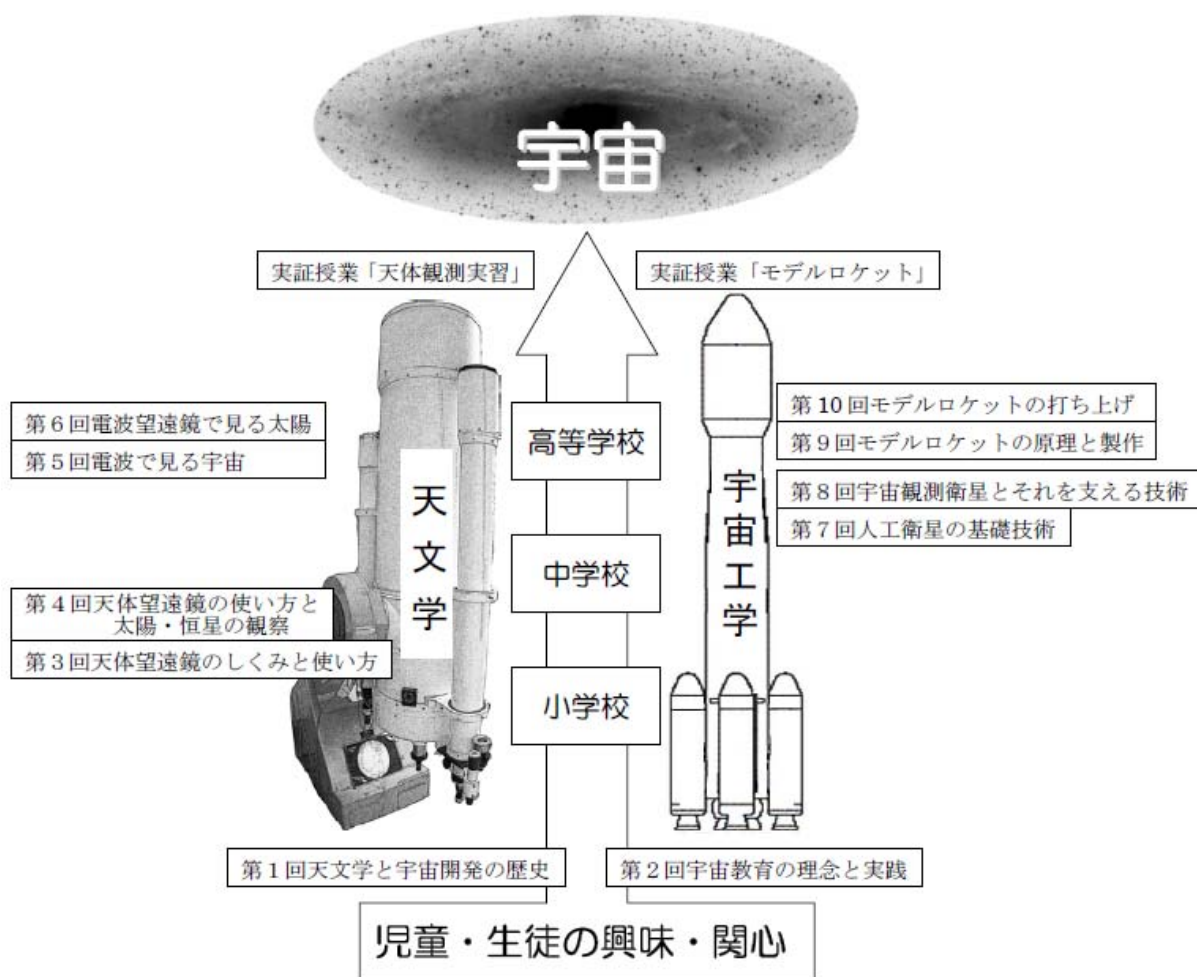 宇宙
実証授業「天体観測実習」
実証授業「モデルロケット」
第６回電波望遠鏡で見る太陽
第５回電波で見る宇宙
第４回天体望遠鏡の使い方と
太陽・恒星の観察
第３回天体望遠鏡のしくみと使い方
天文学
高等学校
中学校
小学校
宇宙工学
第10回モデルロケットの打ち上げ
第９回モデルロケットの原理と製作
第８回宇宙観測衛星とそれを支える技術
第７回人工衛星の基礎技術
第１回天文学と宇宙開発の歴史
第２回宇宙教育の理念と実践
児童・生徒の興味・関心